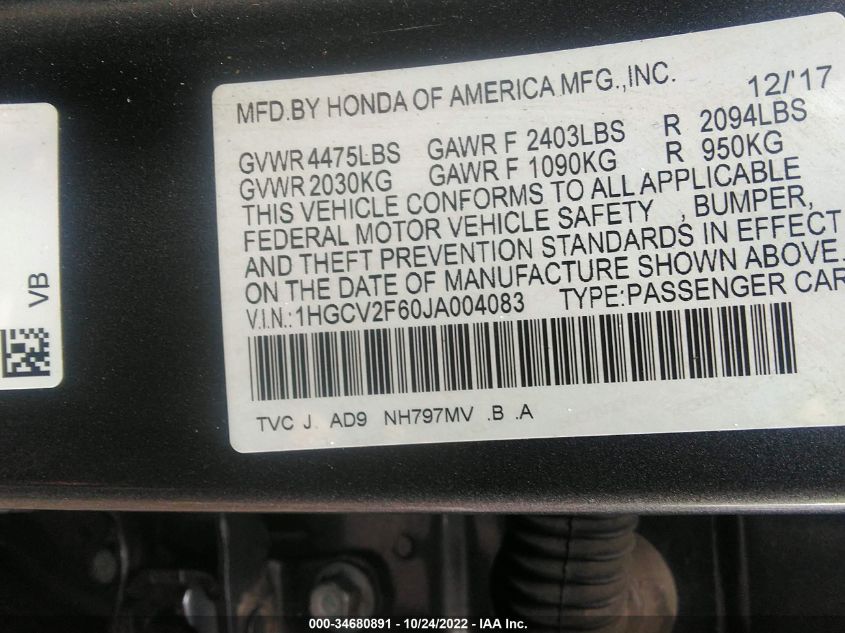 MFD.BY HONDA OF AMERICA MFG.,INC. 12/'17
GVWR 4475LBS GAWR F 2403LBS R 2094LBS
GVWR 2030KG GAWR F 1090KG R 950KG
THIS VEHICLE CONFORMS TO ALL APPLICABLE
FEDERAL MOTOR VEHICLE SAFETY , BUMPER,
AND THEFT PREVENTION STANDARDS IN EFFECT
ON THE DATE OF MANUFACTURE SHOWN ABOVE.
V.I.N.:1HGCV2F60JA004083 TYPE:PASSENGER CAR
TVC J. AD9 NH797MV .B .A
VB
000-34680891 - 10/24/2022 - IAA Inc.